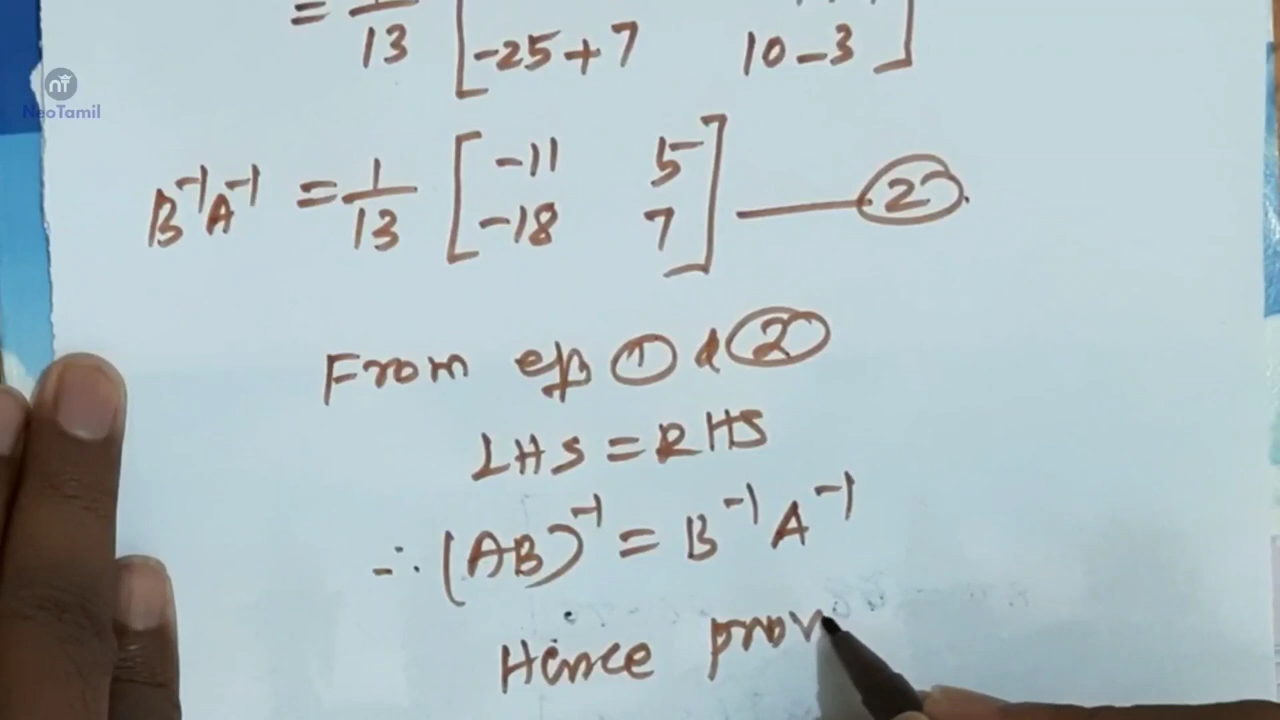 = 1/13 [-25+7 10-3]
nT
NeoTamil
B⁻¹A⁻¹ = 1/13 [-11 5
-18 7] — 2
From 1 & 2
LHS = RHS
∴ (AB)⁻¹ = B⁻¹A⁻¹
Hence prov